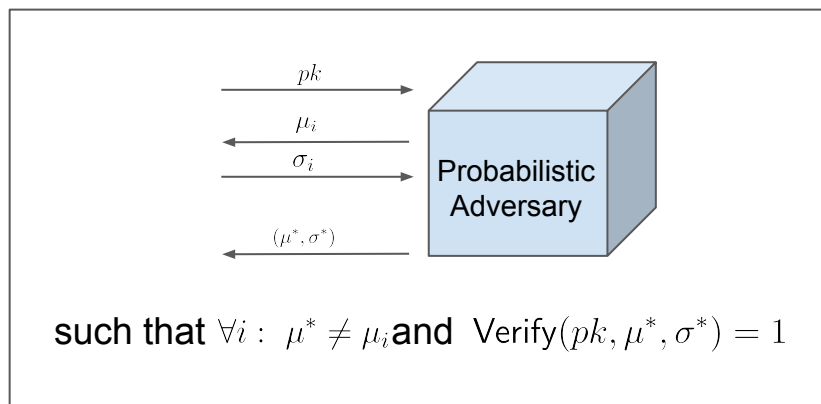 pk
μ_i
σ_i
(μ*, σ*)
Probabilistic
Adversary
such that ∀i : μ* ≠ μ_i and Verify(pk, μ*, σ*) = 1